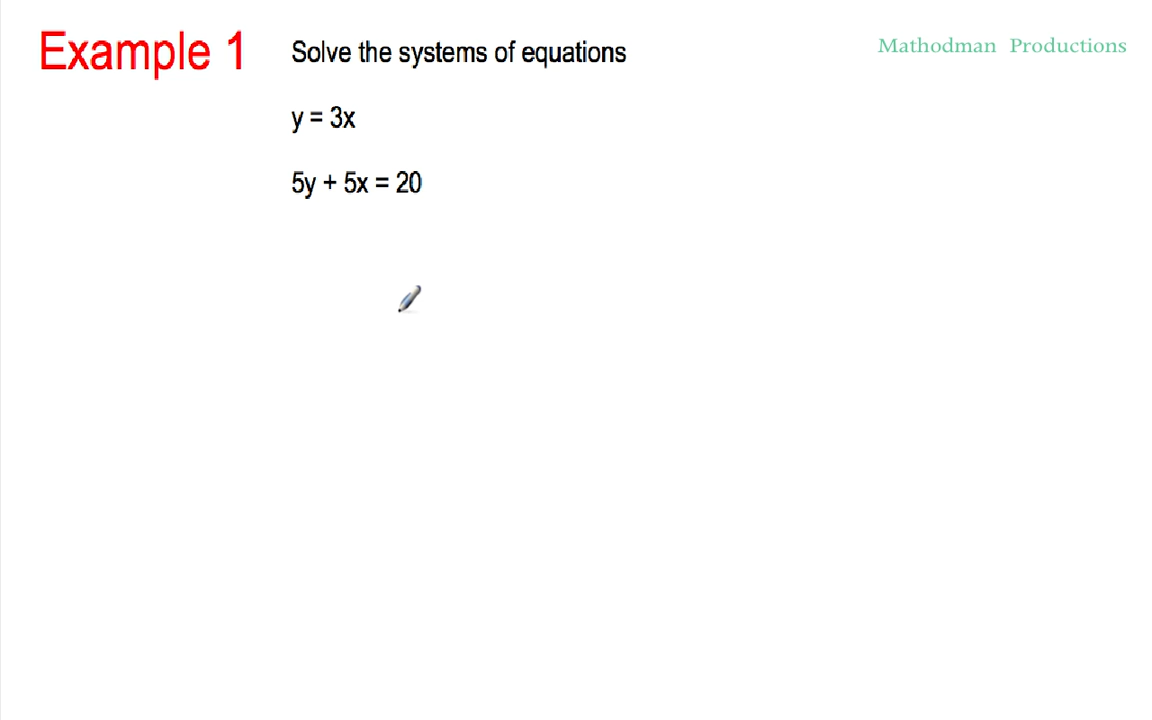 Example 1 Solve the systems of equations
Mathodman Productions
y = 3x
5y + 5x = 20